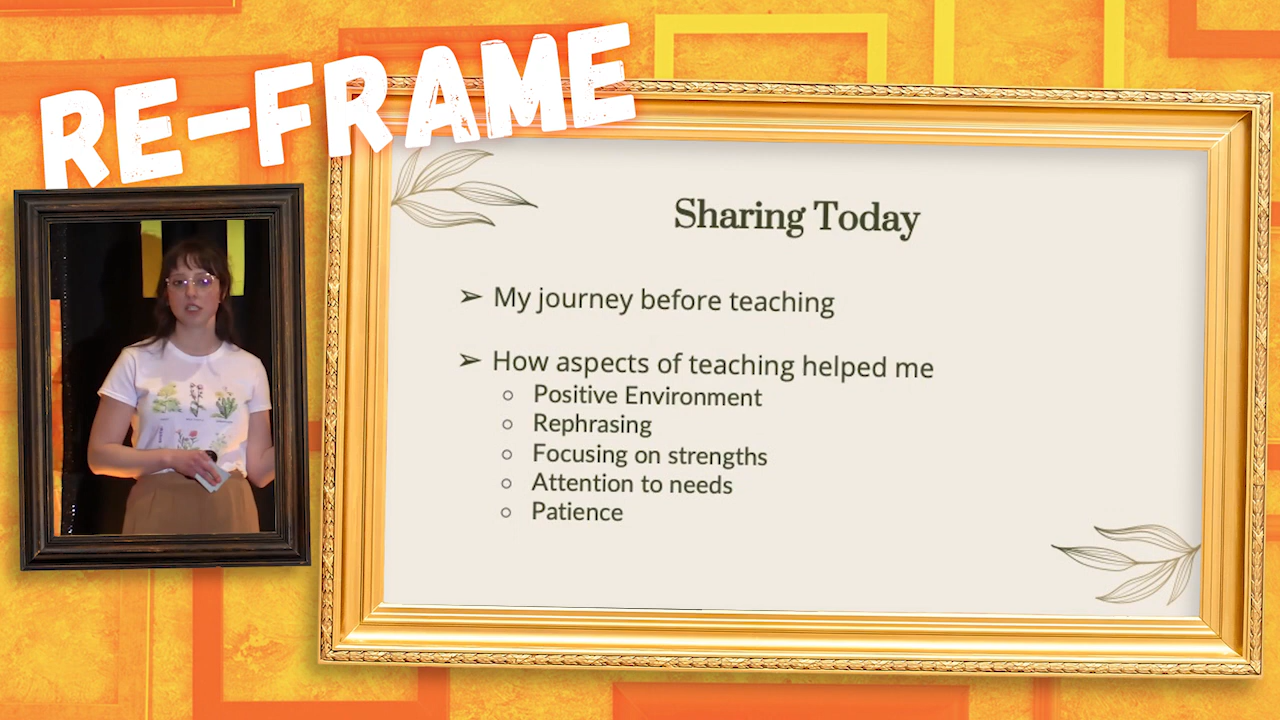 RE-FRAME
Sharing Today
➢ My journey before teaching
➢ How aspects of teaching helped me
○ Positive Environment
○ Rephrasing
○ Focusing on strengths
○ Attention to needs
○ Patience